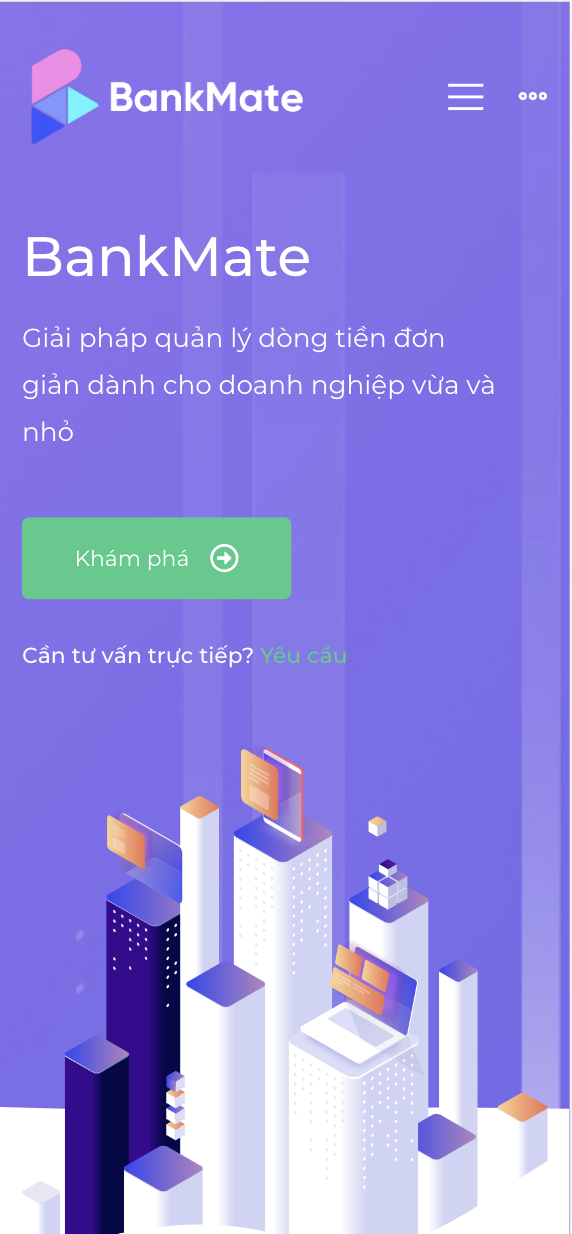 BankMate
BankMate
Giải pháp quản lý dòng tiền đơn
giản dành cho doanh nghiệp vừa và
nhỏ
Khám phá
Cần tư vấn trực tiếp? Yêu cầu